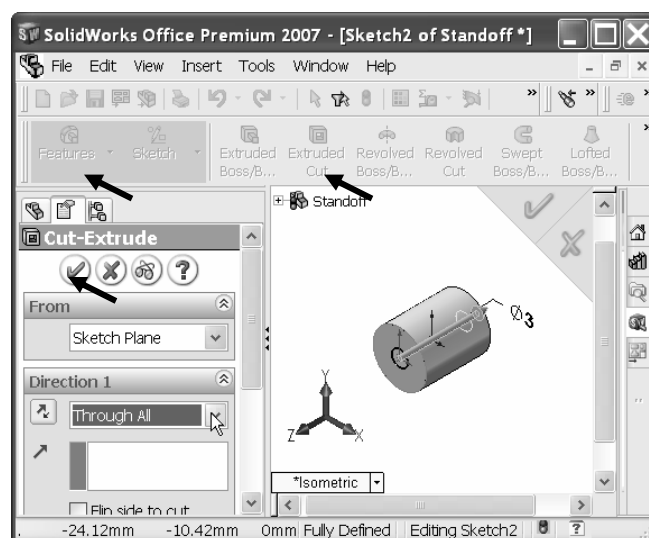 SolidWorks Office Premium 2007 - [Sketch2 of Standoff *]
File Edit View Insert Tools Window Help
Features Sketch Extruded Boss/B... Extruded Cut Revolved Boss/B... Revolved Cut Swept Boss/B... Lofted Boss/B...
Standoff
Cut-Extrude
From
Sketch Plane
Ø3
Direction 1
Through All
Y
Z X
*Isometric
Flip side to cut
-24.12mm -10.42mm 0mm Fully Defined Editing Sketch2